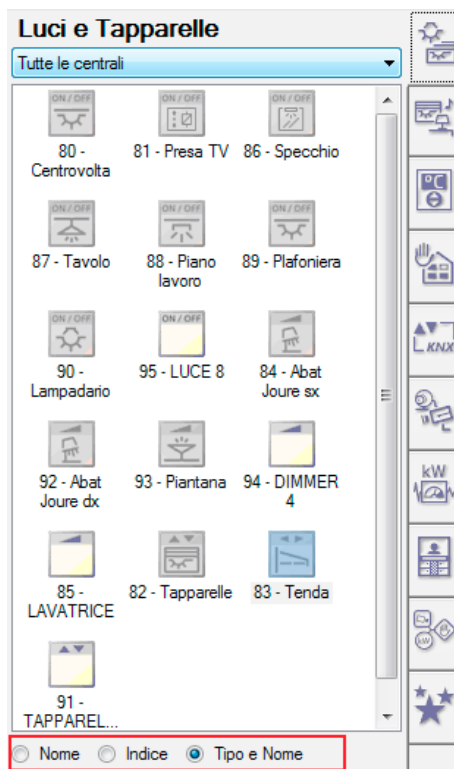 Luci e Tapparelle
Tutte le centrali
ON / OFF
ON / OFF
ON / OFF
80 -
Centrovolta
81 - Presa TV
86 - Specchio
ON / OFF
ON / OFF
87 - Tavolo
88 - Piano
lavoro
89 - Plafoniera
ON / OFF
ON / OFF
90 -
Lampadario
95 - LUCE 8
84 - Abat
Joure sx
92 - Abat
Joure dx
93 - Piantana
94 - DIMMER
4
85 -
LAVATRICE
82 - Tapparelle
83 - Tenda
91 -
TAPPAREL...
Nome
Indice
Tipo e Nome
°C
KNX
kW
kW